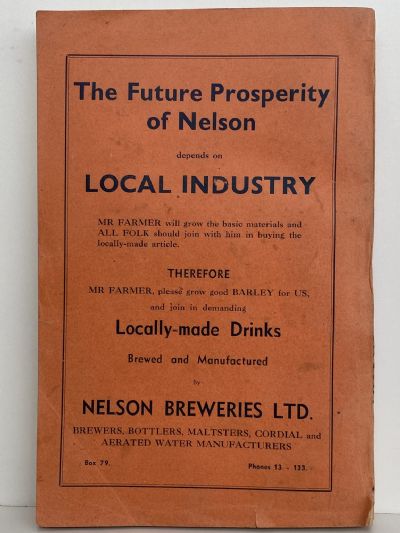 The Future Prosperity
of Nelson
depends on
LOCAL INDUSTRY
MR FARMER will grow the basic materials and
ALL FOLK should join with him in buying the
locally-made article.
THEREFORE
MR FARMER, please grow good BARLEY for US,
and join in demanding
Locally-made Drinks
Brewed and Manufactured
by
NELSON BREWERIES LTD.
BREWERS, BOTTLERS, MALTSTERS, CORDIAL and
AERATED WATER MANUFACTURERS
Box 79. Phones 13 - 133.